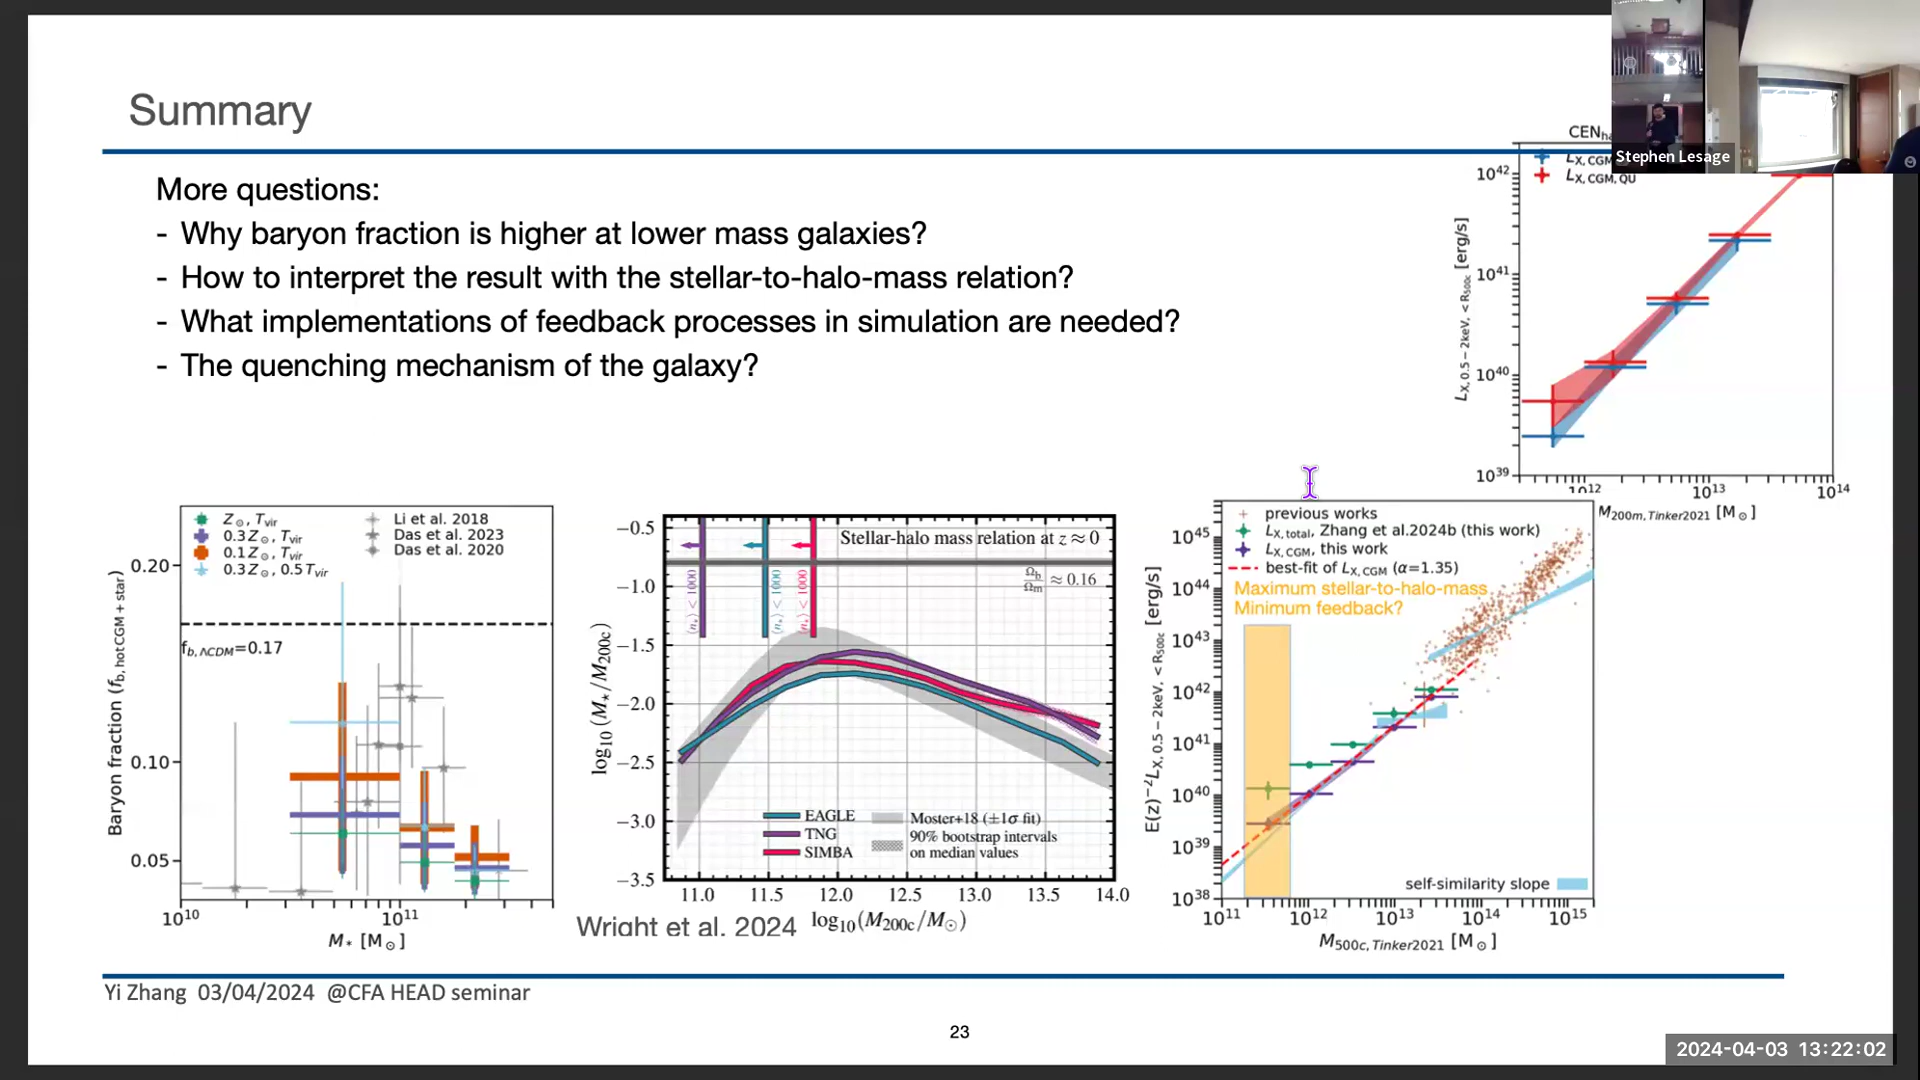 Summary
More questions:
- Why baryon fraction is higher at lower mass galaxies?
- How to interpret the result with the stellar-to-halo-mass relation?
- What implementations of feedback processes in simulation are needed?
- The quenching mechanism of the galaxy?
Stephen Lesage
L_X,CGM
L_X,CGM,QU
10^42
10^41
10^40
10^39
10^12
10^13
10^14
L_X, 0.5 − 2keV, < R_500c [erg/s]
M_200m, Tinker2021 [M_⊙]
Z_⊙, T_vir
0.3Z_⊙, T_vir
0.1Z_⊙, T_vir
0.3Z_⊙, 0.5T_vir
Li et al. 2018
Das et al. 2023
Das et al. 2020
f_b,ΛCDM=0.17
0.20
0.10
0.05
Baryon fraction (f_b, hotCGM + star)
10^10
10^11
M_* [M_⊙]
Stellar-halo mass relation at z ≈ 0
Ω_b/Ω_m ≈ 0.16
⟨n_*⟩ < 1000
⟨n_*⟩ < 1000
⟨n_*⟩ < 1000
−0.5
−1.0
−1.5
−2.0
−2.5
−3.0
−3.5
log_10(M_⋆/M_200c)
EAGLE
TNG
SIMBA
Moster+18 (±1σ fit)
90% bootstrap intervals
on median values
11.0 11.5 12.0 12.5 13.0 13.5 14.0
log_10(M_200c/M_⊙)
Wright et al. 2024
previous works
L_X,total, Zhang et al.2024b (this work)
L_X,CGM, this work
best-fit of L_X,CGM (α=1.35)
Maximum stellar-to-halo-mass
Minimum feedback?
self-similarity slope
10^45
10^44
10^43
10^42
10^41
10^40
10^39
10^38
E(z)^−2 L_X, 0.5 − 2keV, < R_500c [erg/s]
10^11 10^12 10^13 10^14 10^15
M_500c, Tinker2021 [M_⊙]
Yi Zhang 03/04/2024 @CFA HEAD seminar
23
2024-04-03 13:22:02